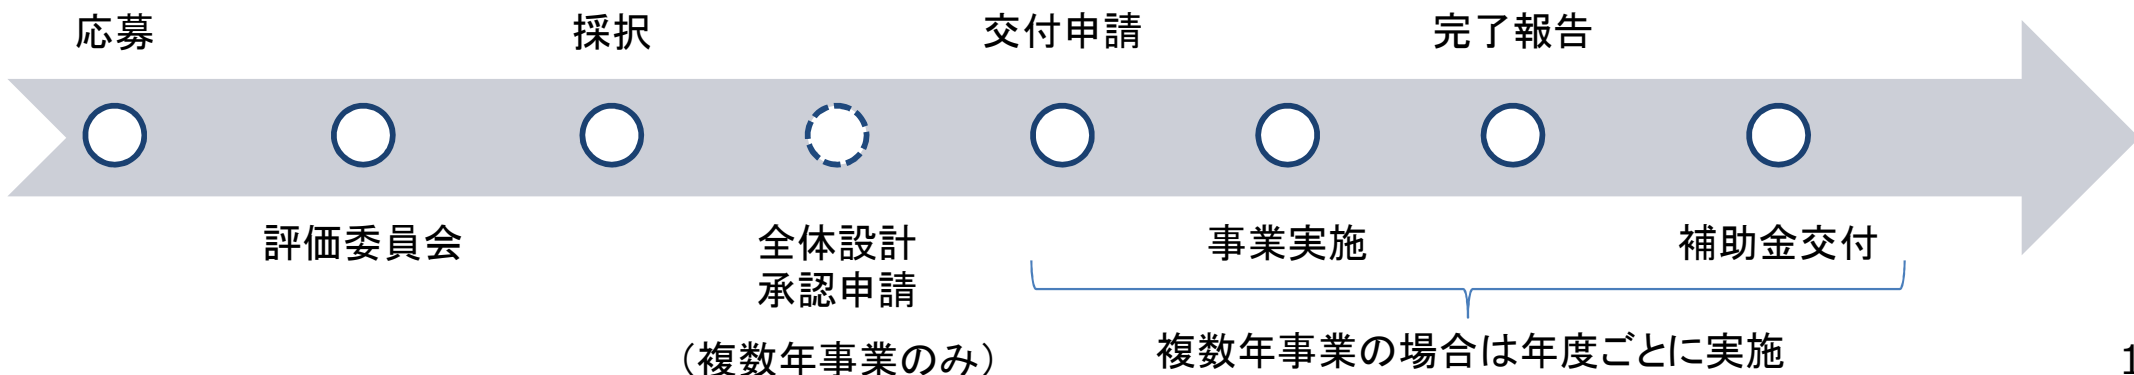 応募
採択
交付申請
完了報告
評価委員会
全体設計
承認申請
（複数年事業のみ）
事業実施
補助金交付
複数年事業の場合は年度ごとに実施
1